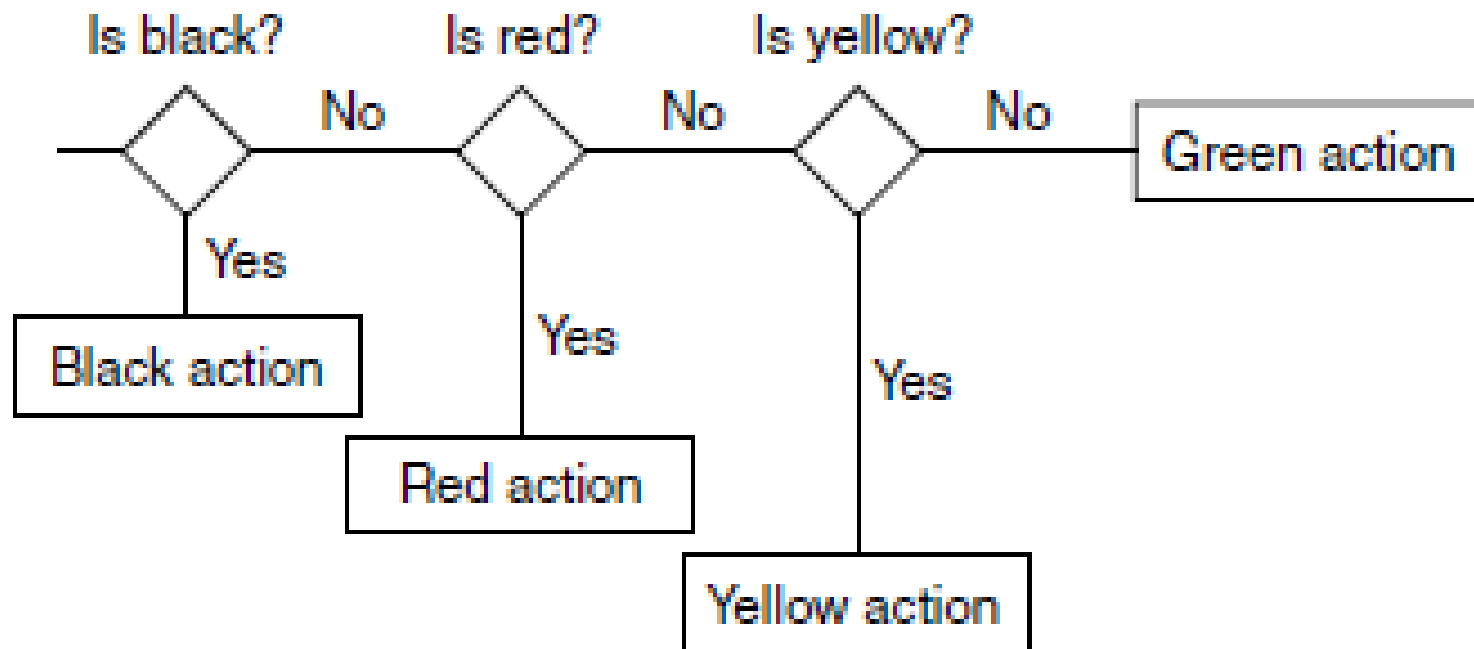 Is black?
Is red?
Is yellow?
No
No
No
Green action
Yes
Black action
Yes
Red action
Yes
Yellow action